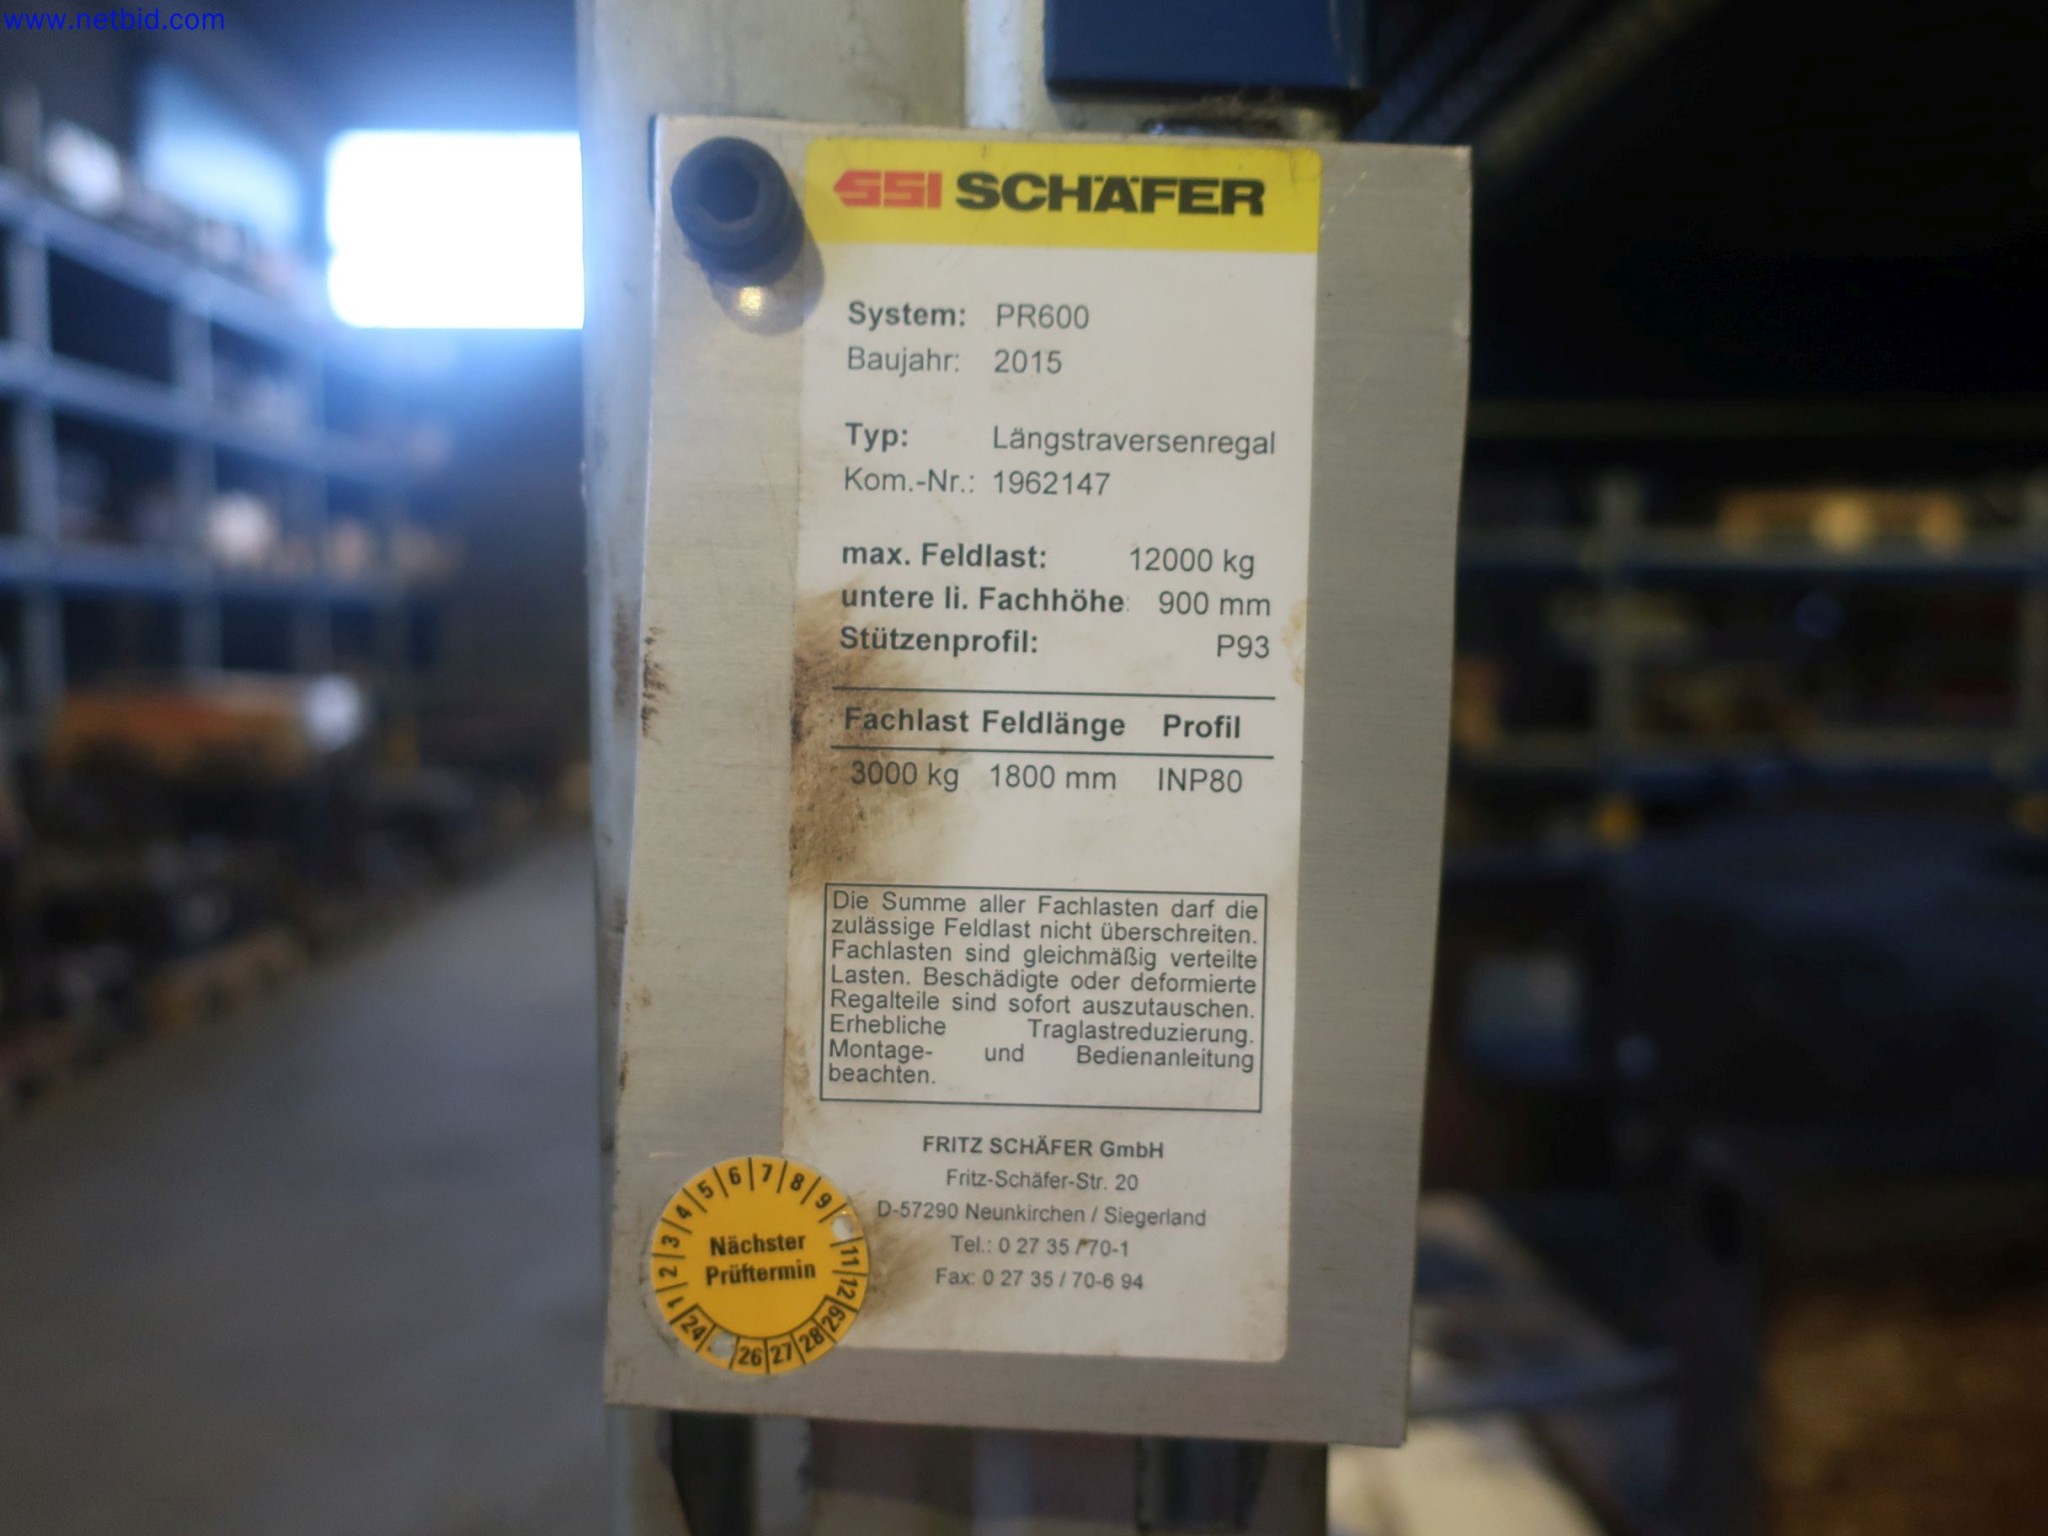 www.netbid.com
SSI SCHÄFER
System: PR600
Baujahr: 2015
Typ: Längstraversenregal
Kom.-Nr.: 1962147
max. Feldlast: 12000 kg
untere li. Fachhöhe: 900 mm
Stützenprofil: P93
Fachlast Feldlänge Profil
3000 kg 1800 mm INP80
Die Summe aller Fachlasten darf die
zulässige Feldlast nicht überschreiten.
Fachlasten sind gleichmäßig verteilte
Lasten. Beschädigte oder deformierte
Regalteile sind sofort auszutauschen.
Erhebliche Traglastreduzierung.
Montage- und Bedienanleitung
beachten.
FRITZ SCHÄFER GmbH
Fritz-Schäfer-Str. 20
D-57290 Neunkirchen / Siegerland
Tel.: 0 27 35 / 70-1
Fax: 0 27 35 / 70-6 94
1 2 3 4 5 6 7 8 9 11 12
Nächster
Prüftermin
24 26 27 28 29